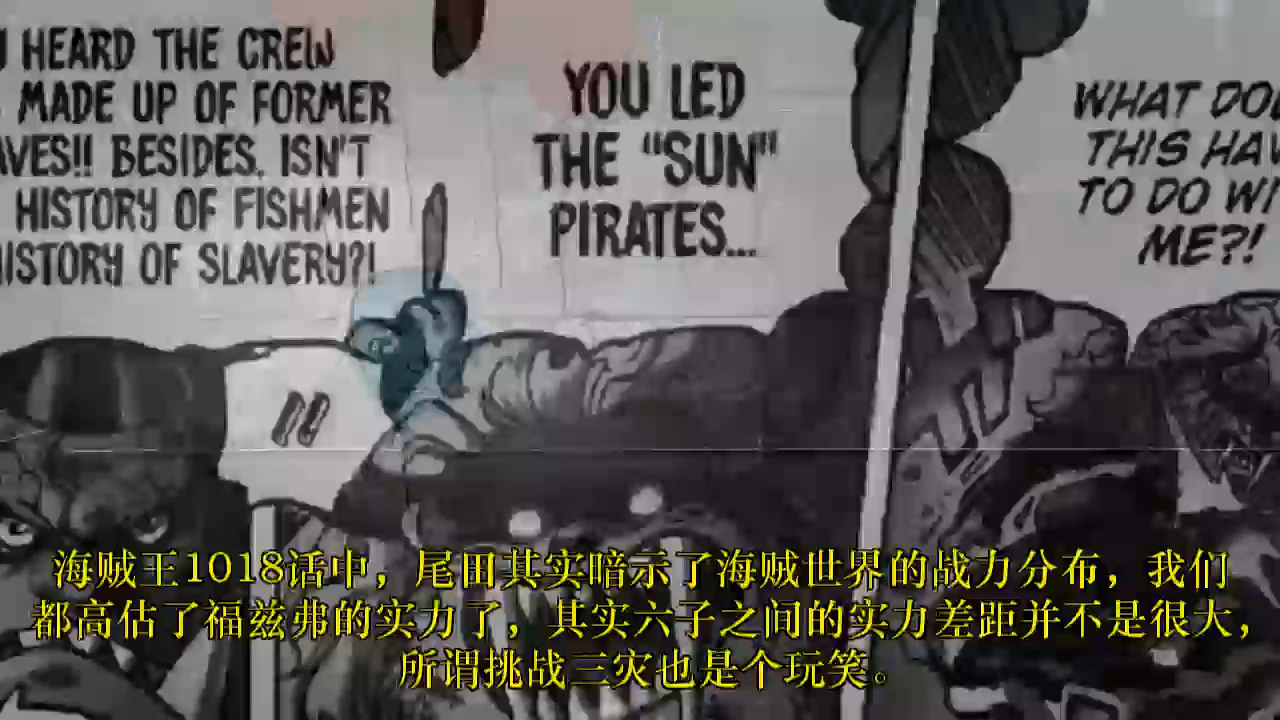 HEARD THE CREW
MADE UP OF FORMER
AVES!! BESIDES, ISN'T
HISTORY OF FISHMEN
HISTORY OF SLAVERY?!
YOU LED
THE "SUN"
PIRATES...
WHAT DO
THIS HAV
TO DO WI
ME?!
海贼王1018话中，尾田其实暗示了海贼世界的战力分布，我们
都高估了福兹弗的实力了，其实六子之间的实力差距并不是很大，
所谓挑战三灾也是个玩笑。